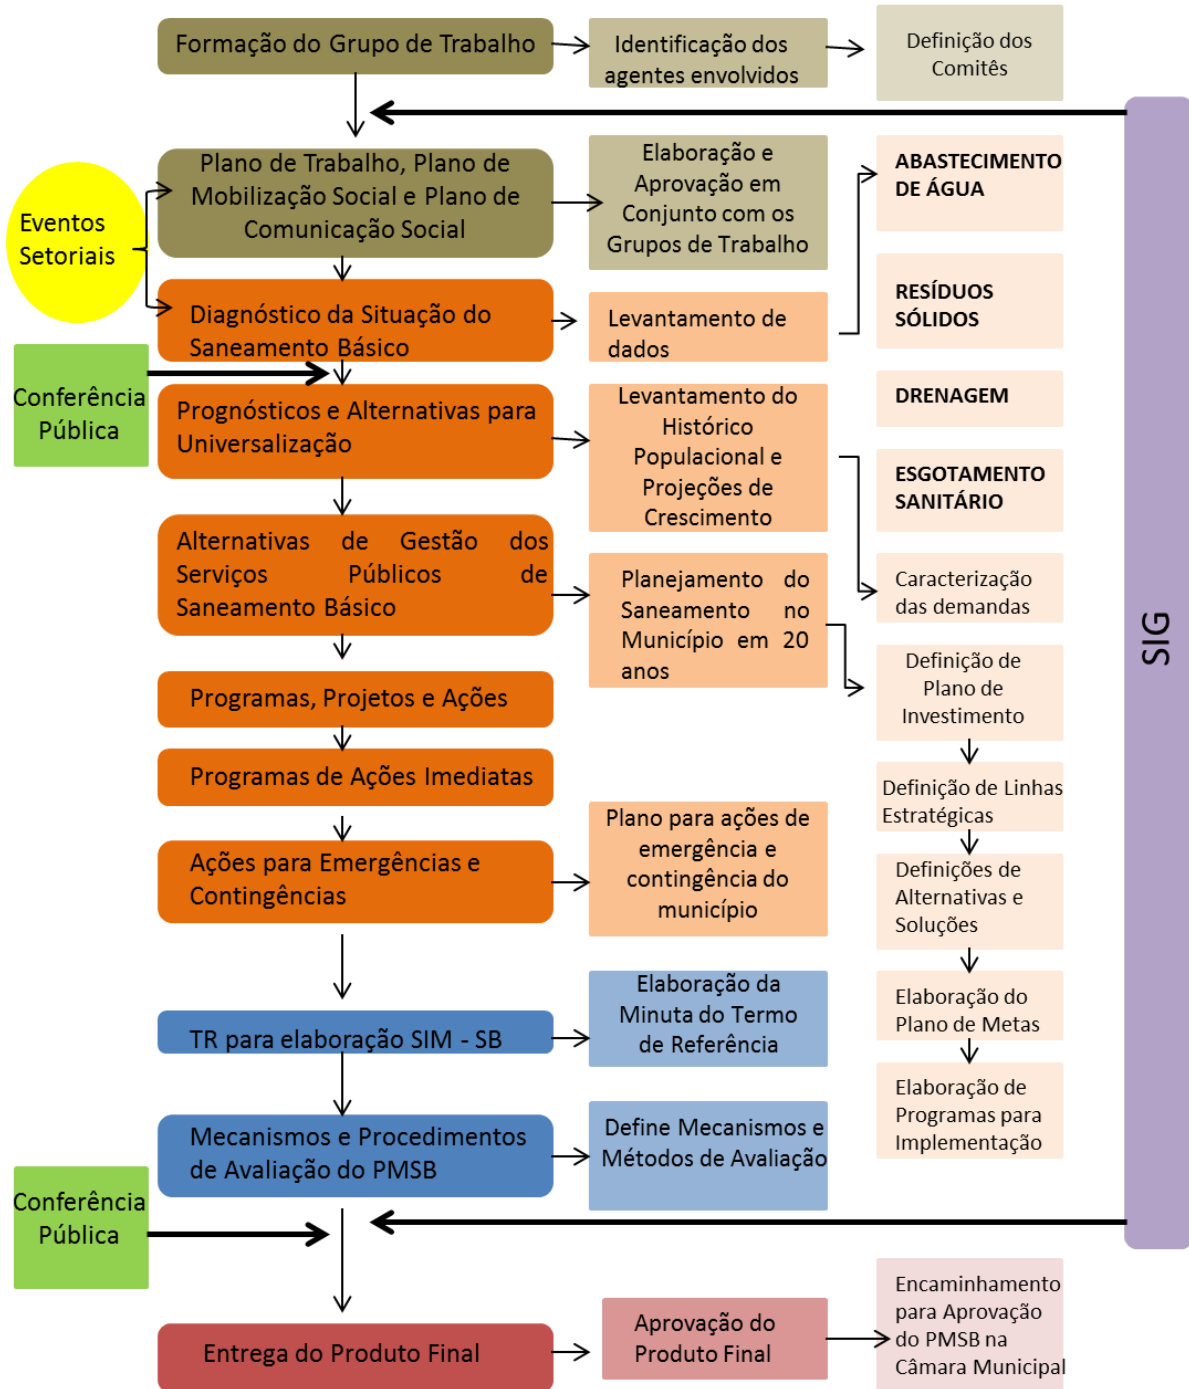 Formação do Grupo de Trabalho
Identificação dos
agentes envolvidos
Definição dos
Comitês
Plano de Trabalho, Plano de
Mobilização Social e Plano de
Comunicação Social
Elaboração e
Aprovação em
Conjunto com os
Grupos de Trabalho
ABASTECIMENTO
DE ÁGUA
Eventos
Setoriais
Diagnóstico da Situação do
Saneamento Básico
Levantamento de
dados
RESÍDUOS
SÓLIDOS
Conferência
Pública
Prognósticos e Alternativas para
Universalização
Levantamento do
Histórico
Populacional e
Projeções de
Crescimento
DRENAGEM
ESGOTAMENTO
SANITÁRIO
Alternativas de Gestão dos
Serviços Públicos de
Saneamento Básico
Planejamento do
Saneamento no
Município em 20
anos
Caracterização
das demandas
SIG
Definição de
Plano de
Investimento
Programas, Projetos e Ações
Programas de Ações Imediatas
Definição de Linhas
Estratégicas
Ações para Emergências e
Contingências
Plano para ações de
emergência e
contingência do
município
Definições de
Alternativas e
Soluções
TR para elaboração SIM - SB
Elaboração da
Minuta do Termo
de Referência
Elaboração do
Plano de Metas
Mecanismos e Procedimentos
de Avaliação do PMSB
Define Mecanismos e
Métodos de Avaliação
Elaboração de
Programas para
Implementação
Conferência
Pública
Entrega do Produto Final
Aprovação do
Produto Final
Encaminhamento
para Aprovação
do PMSB na
Câmara Municipal